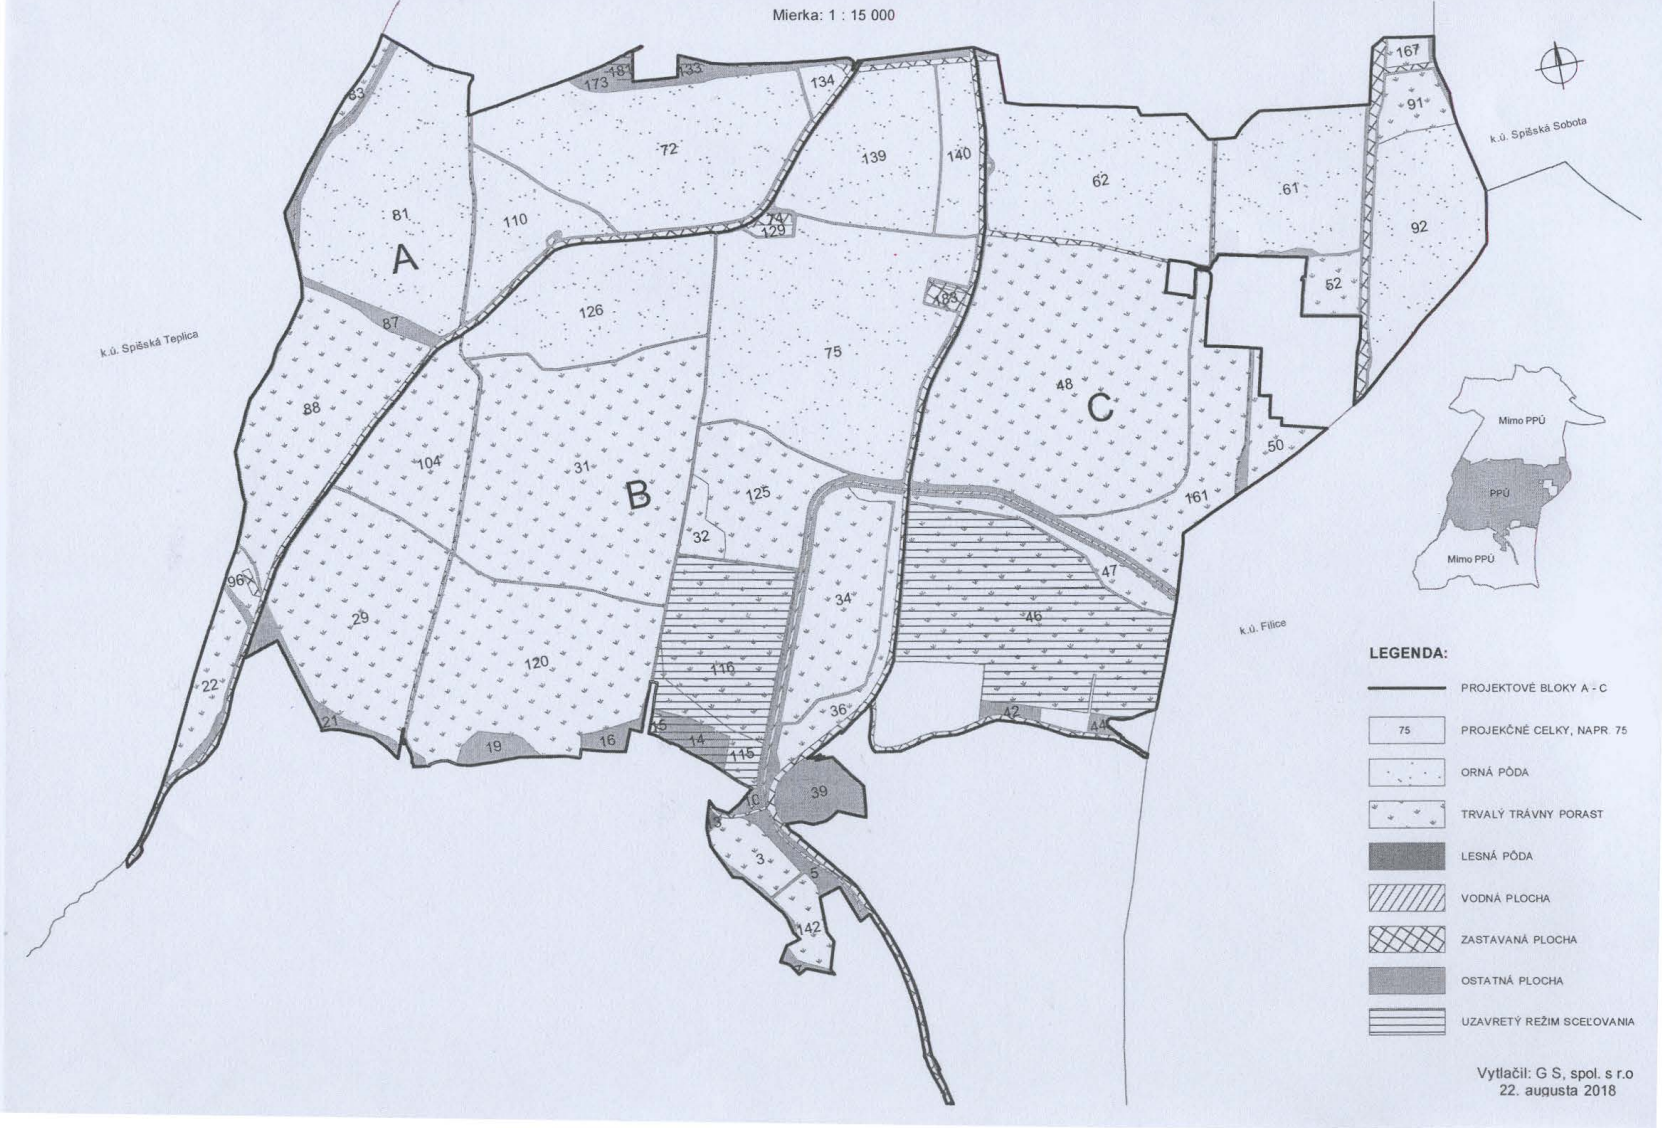 Mierka: 1 : 15 000
167
181
133
173
134
83
91
k.ú. Spišská Sobota
72
139
140
62
61
81
110
74
129
92
A
52
183
126
87
k.ú. Spišská Teplica
75
48
C
88
Mimo PPÚ
104
31
B
125
50
161
PPÚ
32
47
Mimo PPÚ
96
34
29
46
k.ú. Filice
120
116
22
LEGENDA:
PROJEKTOVÉ BLOKY A - C
36
42
44
21
15
14
16
19
115
75
PROJEKČNÉ CELKY, NAPR. 75
ORNÁ PÔDA
10
39
TRVALÝ TRÁVNY PORAST
3
5
LESNÁ PÔDA
VODNÁ PLOCHA
142
ZASTAVANÁ PLOCHA
OSTATNÁ PLOCHA
UZAVRETÝ REŽIM SCEĽOVANIA
Vytlačil: G S, spol. s r.o
22. augusta 2018